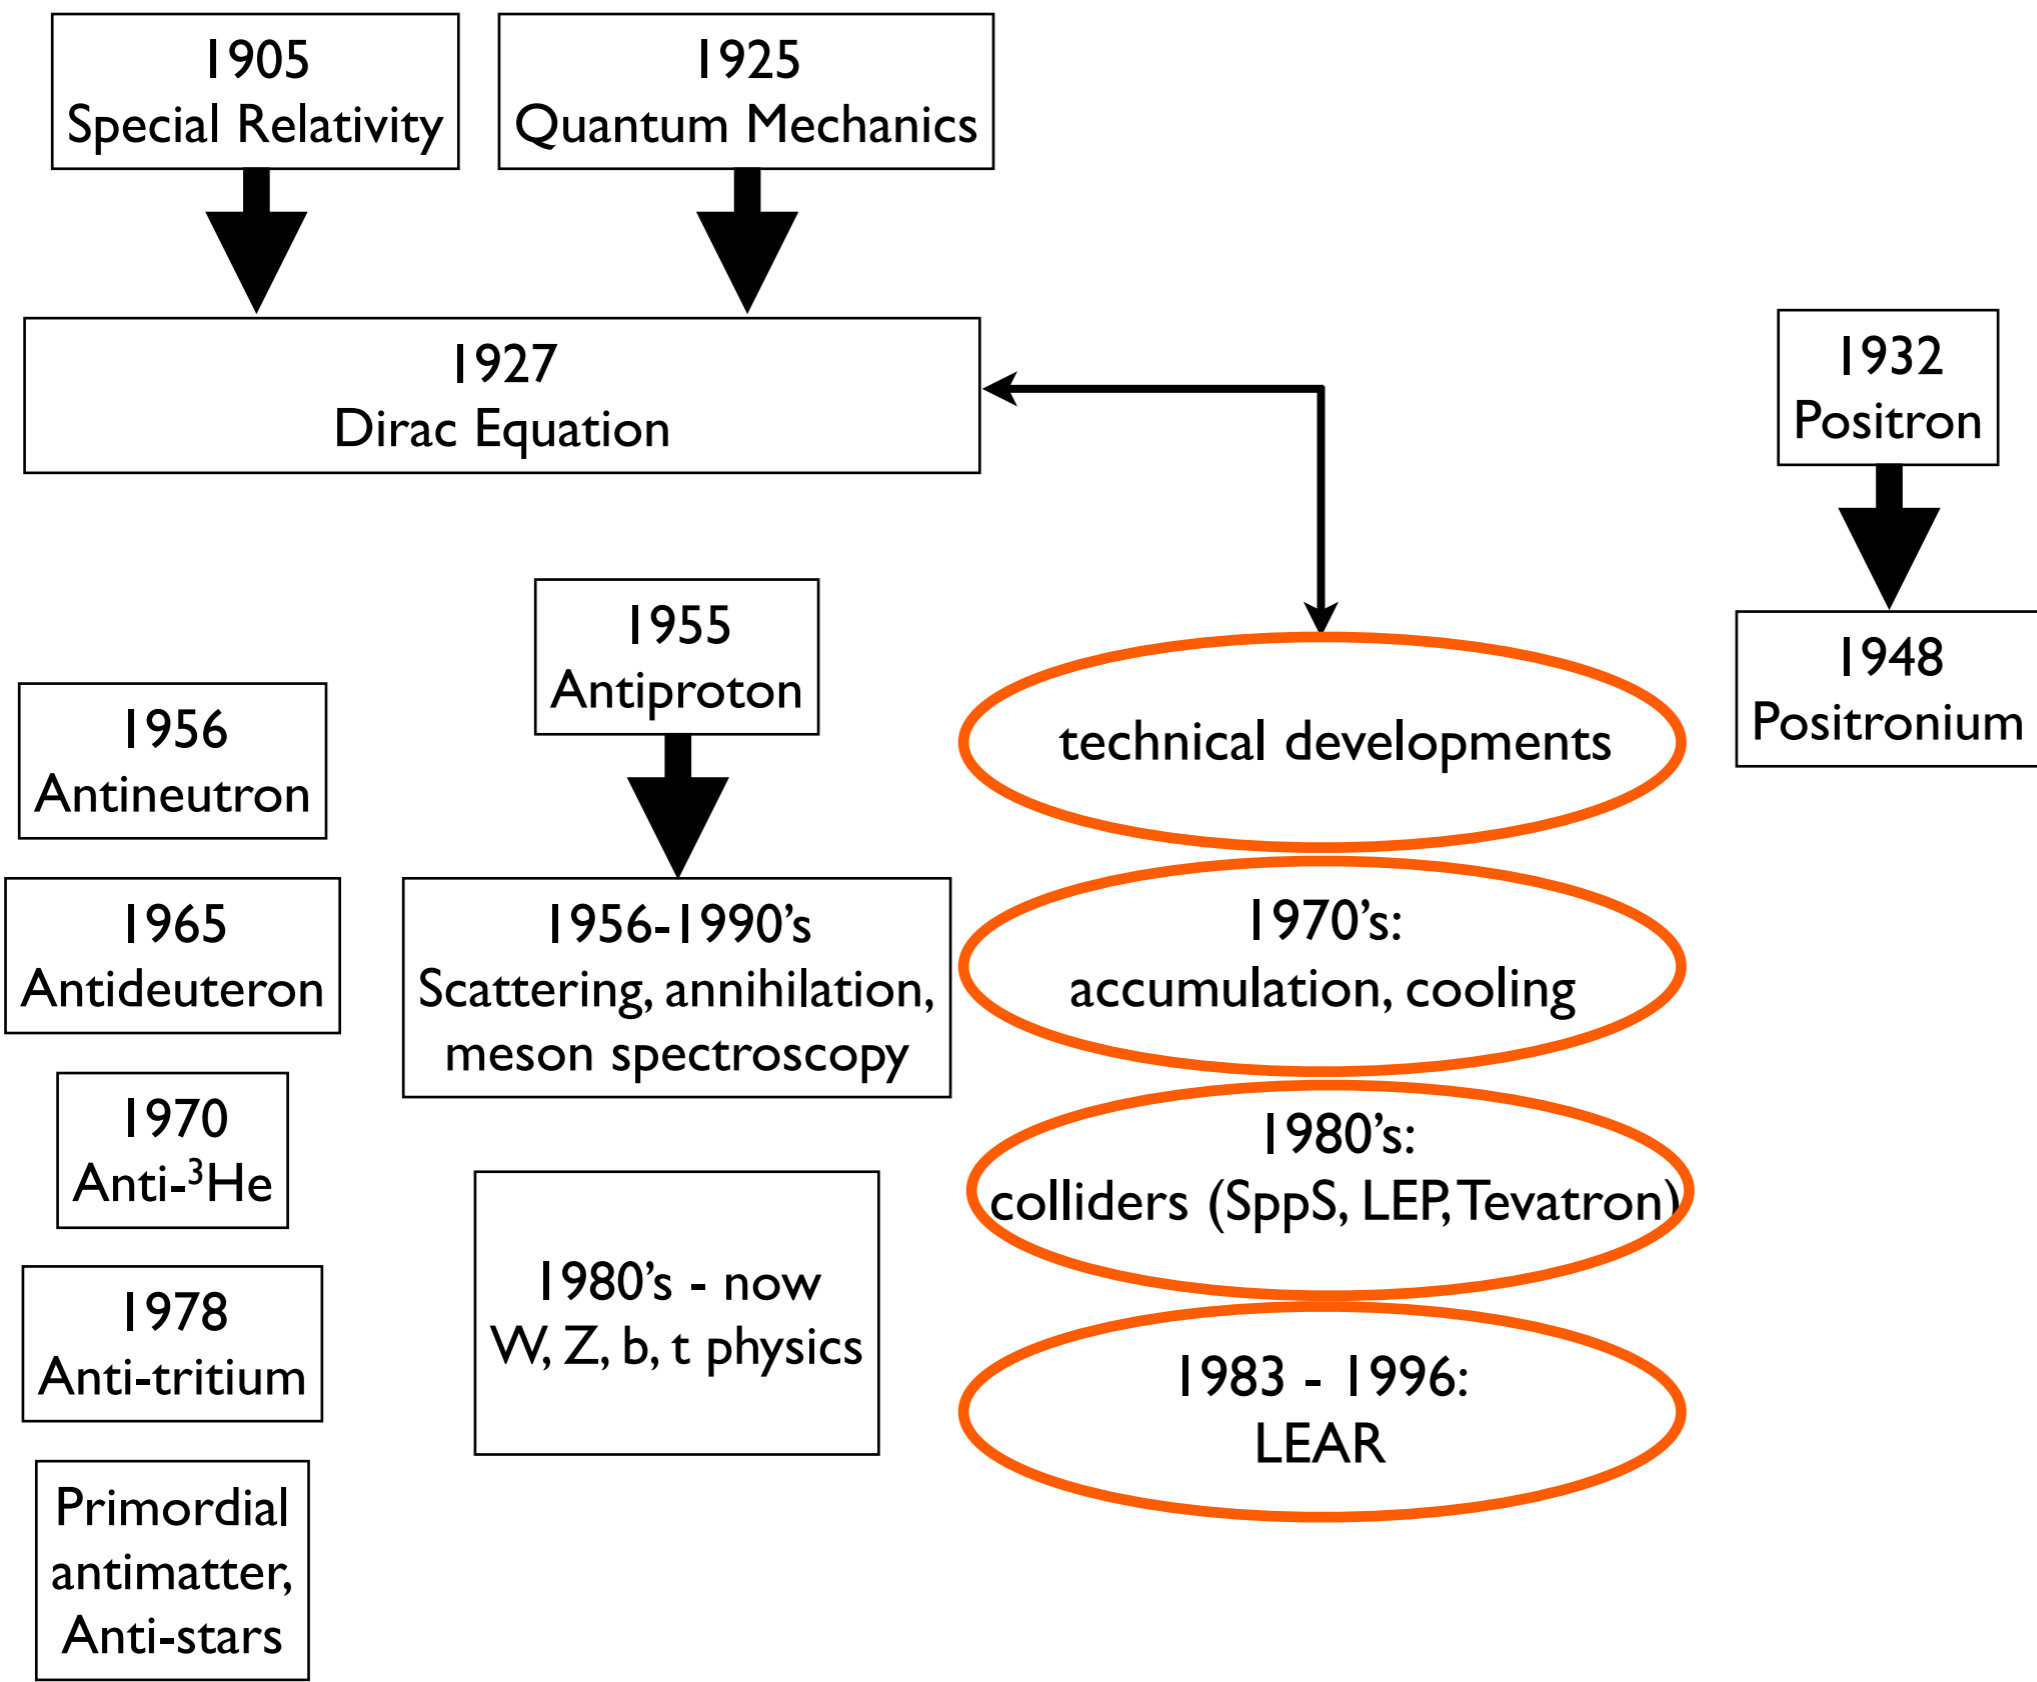 1905
Special Relativity
1925
Quantum Mechanics
1927
Dirac Equation
1932
Positron
1948
Positronium
1955
Antiproton
1956
Antineutron
1965
Antideuteron
1970
Anti-³He
1978
Anti-tritium
Primordial
antimatter,
Anti-stars
1956-1990’s
Scattering, annihilation,
meson spectroscopy
1980’s - now
W, Z, b, t physics
technical developments
1970’s:
accumulation, cooling
1980’s:
colliders (SppS, LEP, Tevatron)
1983 - 1996:
LEAR